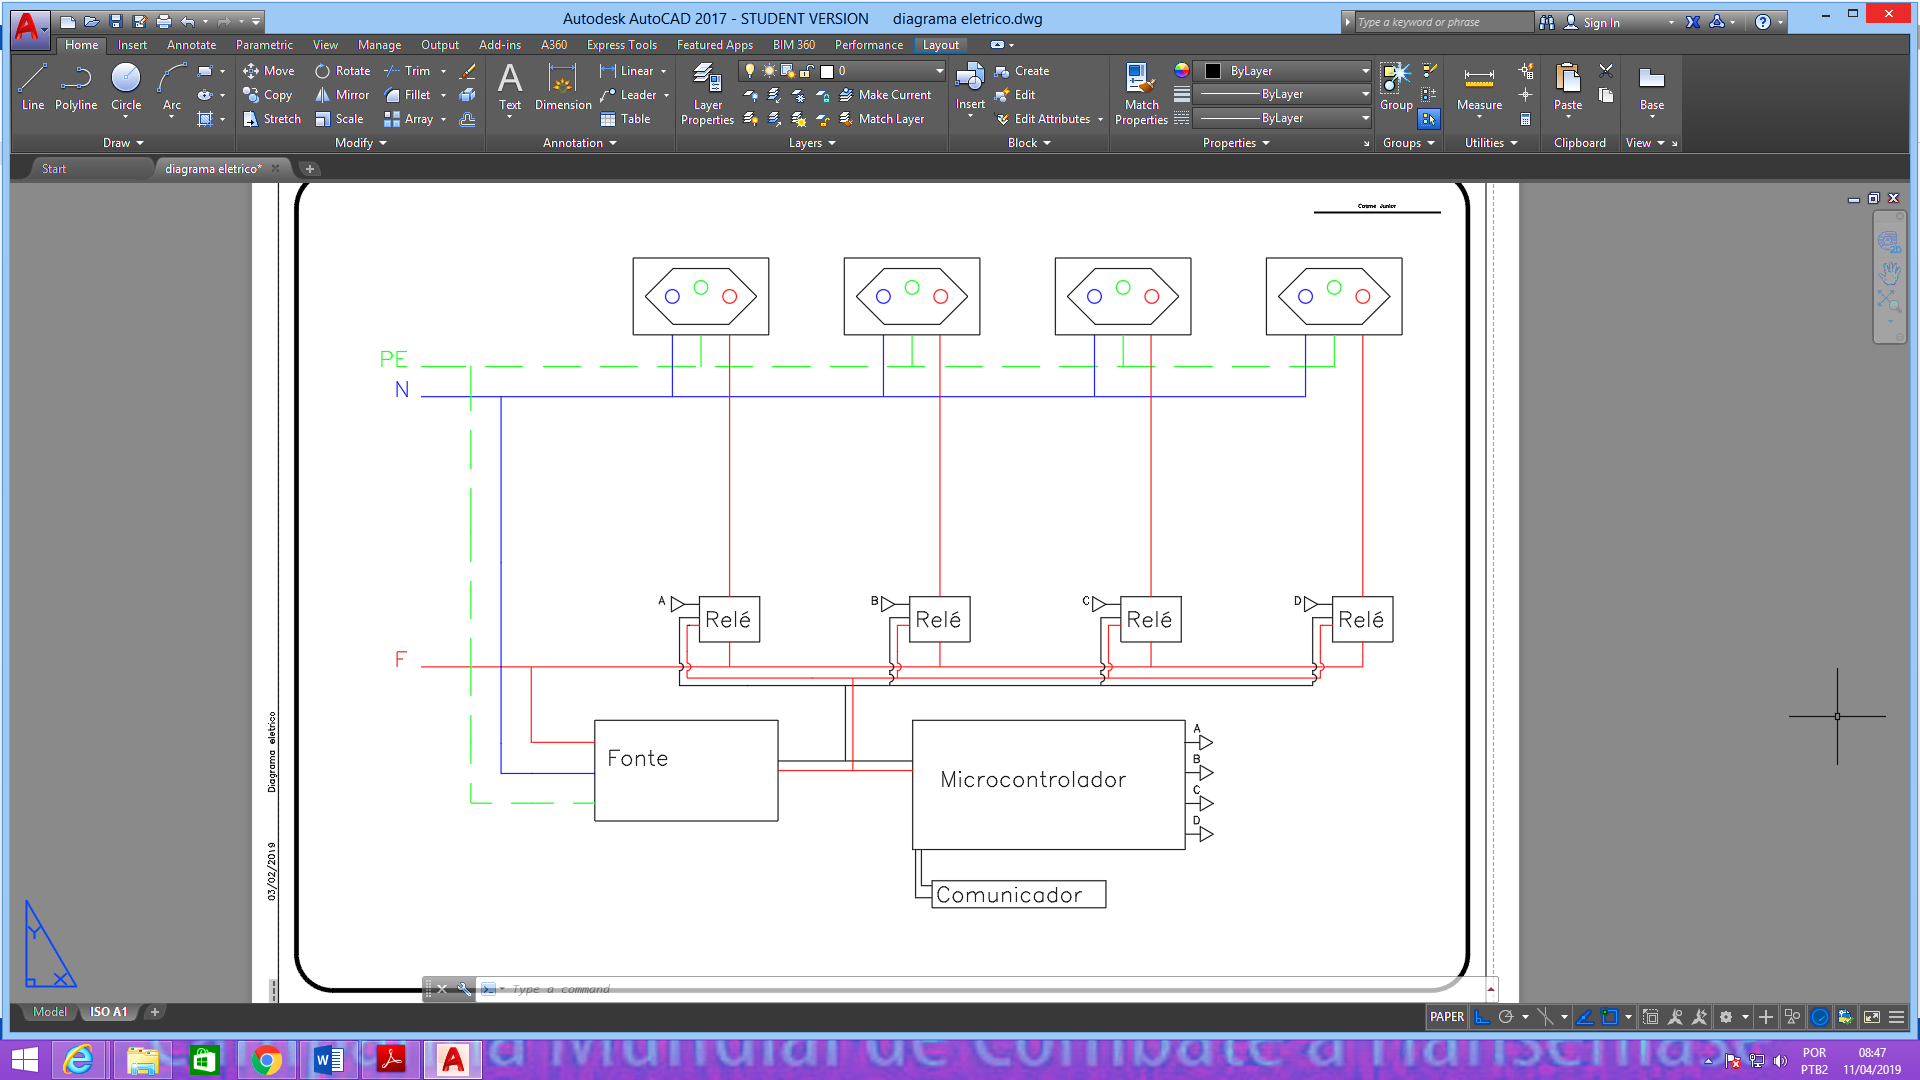 Autodesk AutoCAD 2017 - STUDENT VERSION diagrama eletrico.dwg
Type a keyword or phrase
Sign In
Home Insert Annotate Parametric View Manage Output Add-ins A360 Express Tools Featured Apps BIM 360 Performance Layout
Line Polyline Circle Arc
Move Rotate Trim
Copy Mirror Fillet
Stretch Scale Array
Text Dimension
Linear
Leader
Table
Layer Properties
0
Make Current
Match Layer
Insert
Create
Edit
Edit Attributes
Match Properties
ByLayer
ByLayer
ByLayer
Group
Measure
Paste
Base
Draw Modify Annotation Layers Block Properties Groups Utilities Clipboard View
Start diagrama eletrico*
Cosme Junior
2D
PE
N
A Relé
B Relé
C Relé
D Relé
F
Fonte
Microcontrolador
A
B
C
D
Comunicador
Diagrama eletrico
03/02/2019
Y
X
Type a command
Model ISO A1
PAPER
POR 08:47
PTB2 11/04/2019